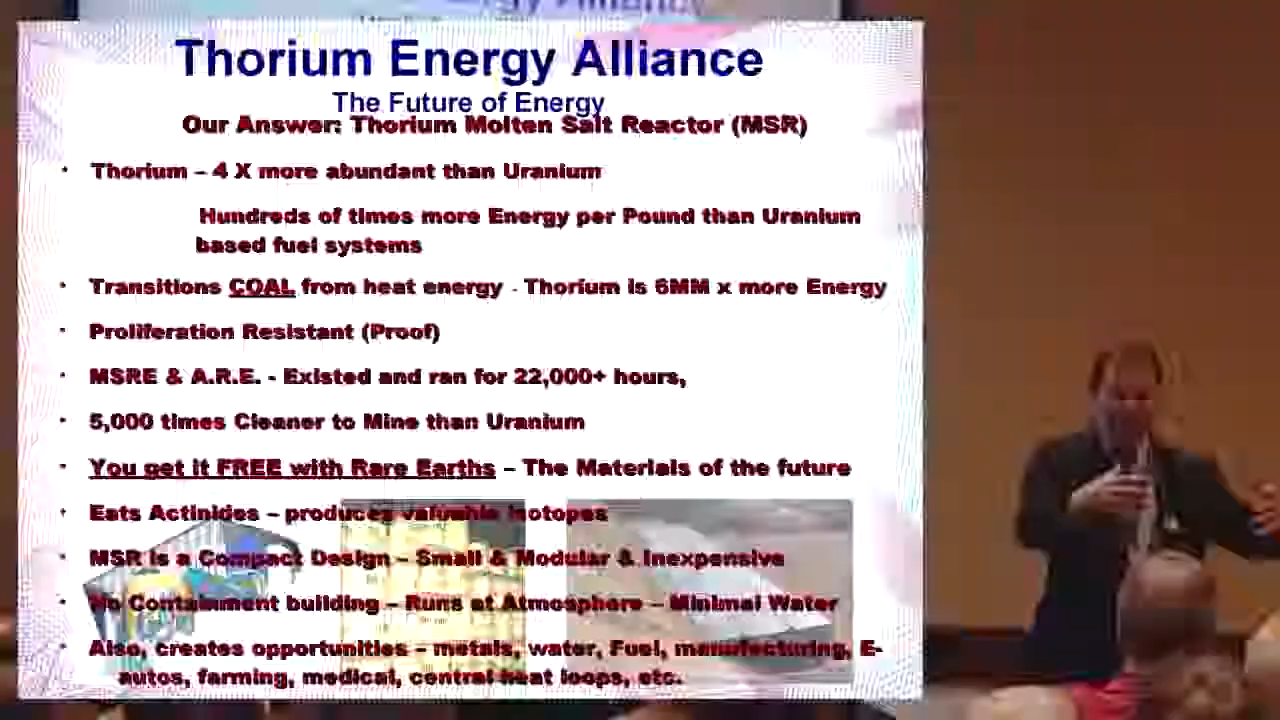 Thorium Energy Alliance
The Future of Energy
Our Answer: Thorium Molten Salt Reactor (MSR)
· Thorium – 4 X more abundant than Uranium
Hundreds of times more Energy per Pound than Uranium
based fuel systems
· Transitions COAL from heat energy - Thorium is 6MM x more Energy
· Proliferation Resistant (Proof)
· MSRE & A.R.E. - Existed and ran for 22,000+ hours,
· 5,000 times Cleaner to Mine than Uranium
· You get it FREE with Rare Earths – The Materials of the future
· Eats Actinides – produces valuable isotopes
· MSR is a Compact Design – Small & Modular & Inexpensive
· No Containment building – Runs at Atmosphere – Minimal Water
· Also, creates opportunities – metals, water, Fuel, manufacturing, E-
autos, farming, medical, central heat loops, etc.